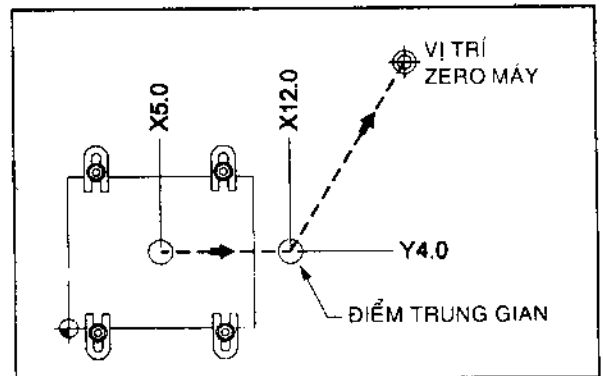 VỊ TRÍ
ZERO MÁY
X5.0
X12.0
Y4.0
ĐIỂM TRUNG GIAN